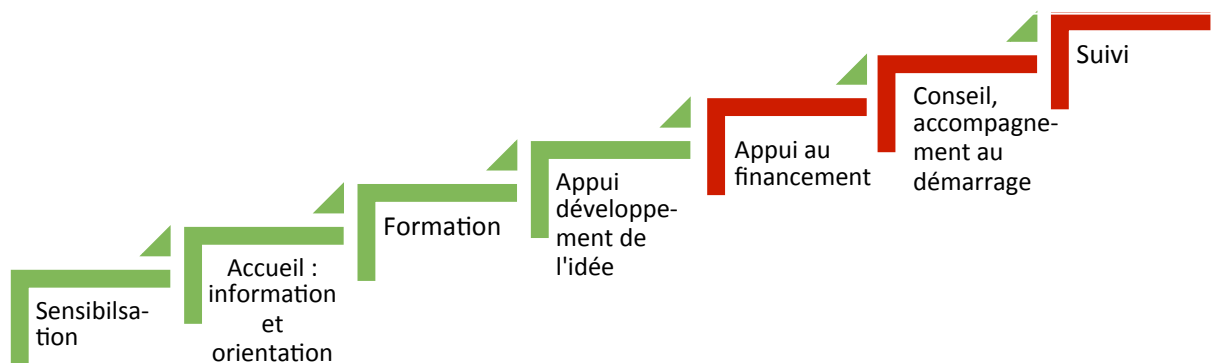 Sensibilsa-
tion
Accueil :
information
et
orientation
Formation
Appui
développe-
ment de
l'idée
Appui au
financement
Conseil,
accompagne-
ment au
démarrage
Suivi